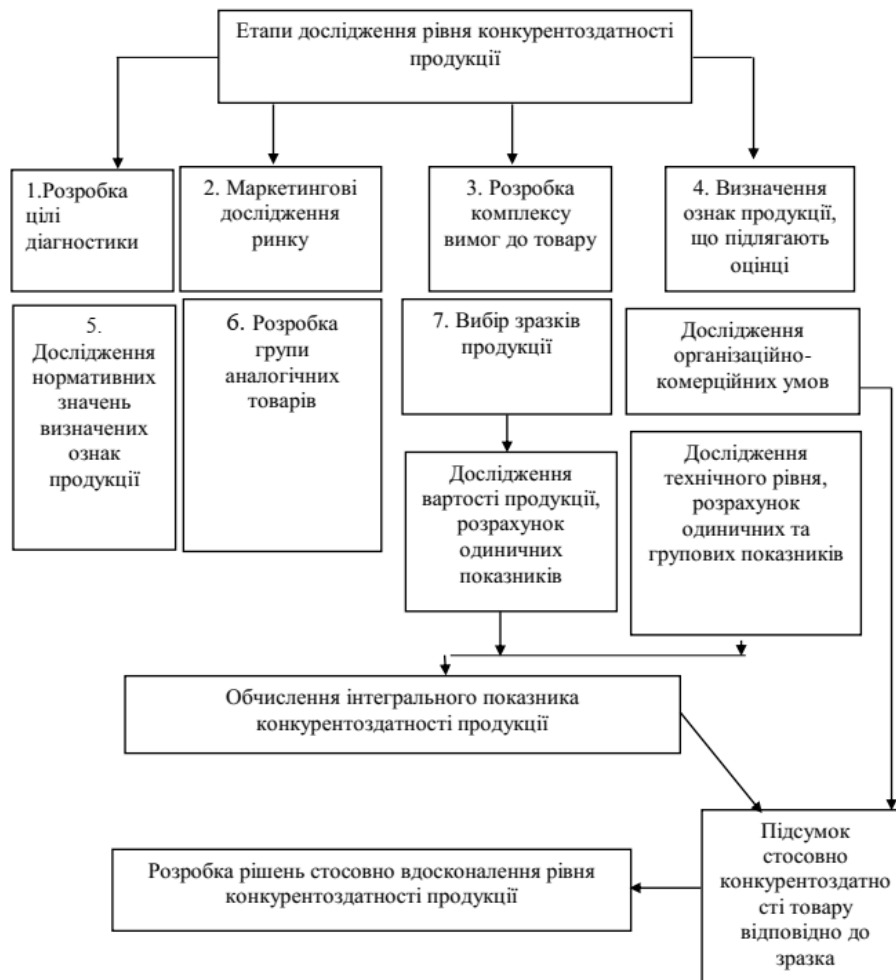 Етапи дослідження рівня конкурентоздатності
продукції
1.Розробка
цілі
діагностики
2. Маркетингові
дослідження
ринку
3. Розробка
комплексу
вимог до товару
4. Визначення
ознак продукції,
що підлягають
оцінці
5.
Дослідження
нормативних
значень
визначених
ознак
продукції
6. Розробка
групи
аналогічних
товарів
7. Вибір зразків
продукції
Дослідження
організаційно-
комерційних умов
Дослідження
вартості продукції,
розрахунок
одиничних
показників
Дослідження
технічного рівня,
розрахунок
одиничних та
групових показників
Обчислення інтегрального показника
конкурентоздатності продукції
Підсумок
стосовно
конкурентоздатно
сті товару
відповідно до
зразка
Розробка рішень стосовно вдосконалення рівня
конкурентоздатності продукції